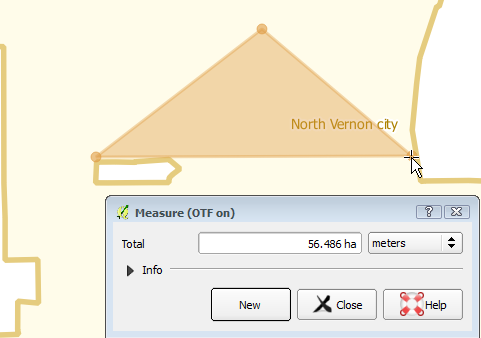 North Vernon city
Measure (OTF on)
? x
Total 56.486 ha meters
Info
New Close Help